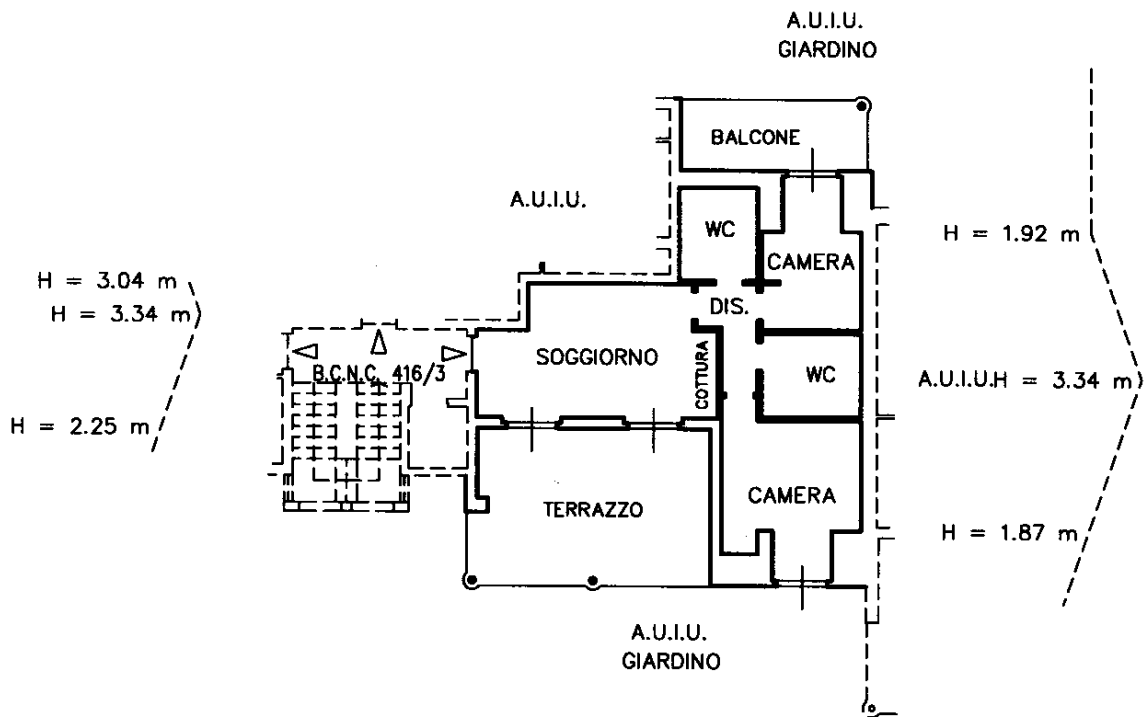 A.U.I.U.
GIARDINO
BALCONE
A.U.I.U.
WC
H = 1.92 m
CAMERA
H = 3.04 m
H = 3.34 m
DIS.
SOGGIORNO
COTTURA
B.C.N.C. 416/3
WC
A.U.I.U.H = 3.34 m
H = 2.25 m
CAMERA
TERRAZZO
H = 1.87 m
A.U.I.U.
GIARDINO